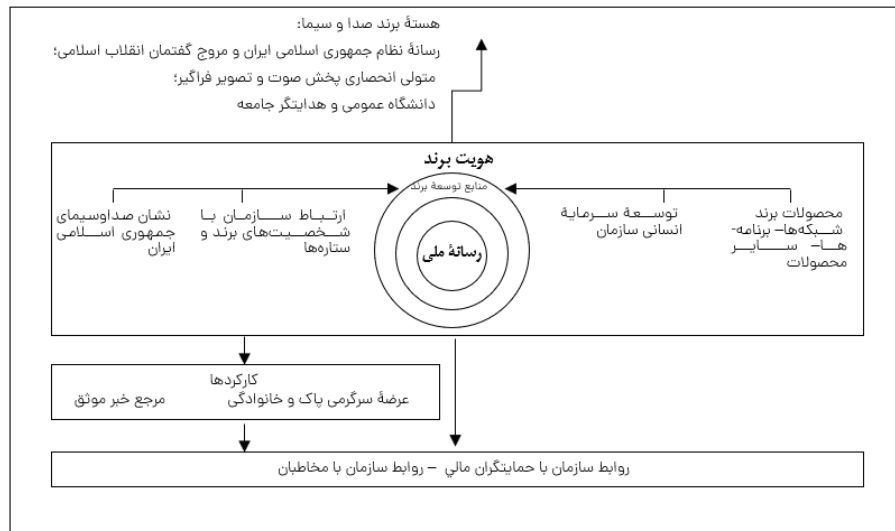 هستهٔ برند صدا و سیما:
رسانهٔ نظام جمهوری اسلامی ایران و مروج گفتمان انقلاب اسلامی؛
متولی انحصاری پخش صوت و تصویر فراگیر؛
دانشگاه عمومی و هدایتگر جامعه
هویت برند
منابع توسعهٔ برند
رسانهٔ ملی
محصولات برند
شبکه‌ها– برنامه-
ها– سایر
محصولات
توسعهٔ سرمایهٔ
انسانی سازمان
ارتباط سازمان با
شخصیت‌های برند و
ستاره‌ها
نشان صداوسیمای
جمهوری اسلامی
ایران
کارکردها
عرضهٔ سرگرمی پاک و خانوادگی مرجع خبر موثق
روابط سازمان با حمایتگران مالي – روابط سازمان با مخاطبان